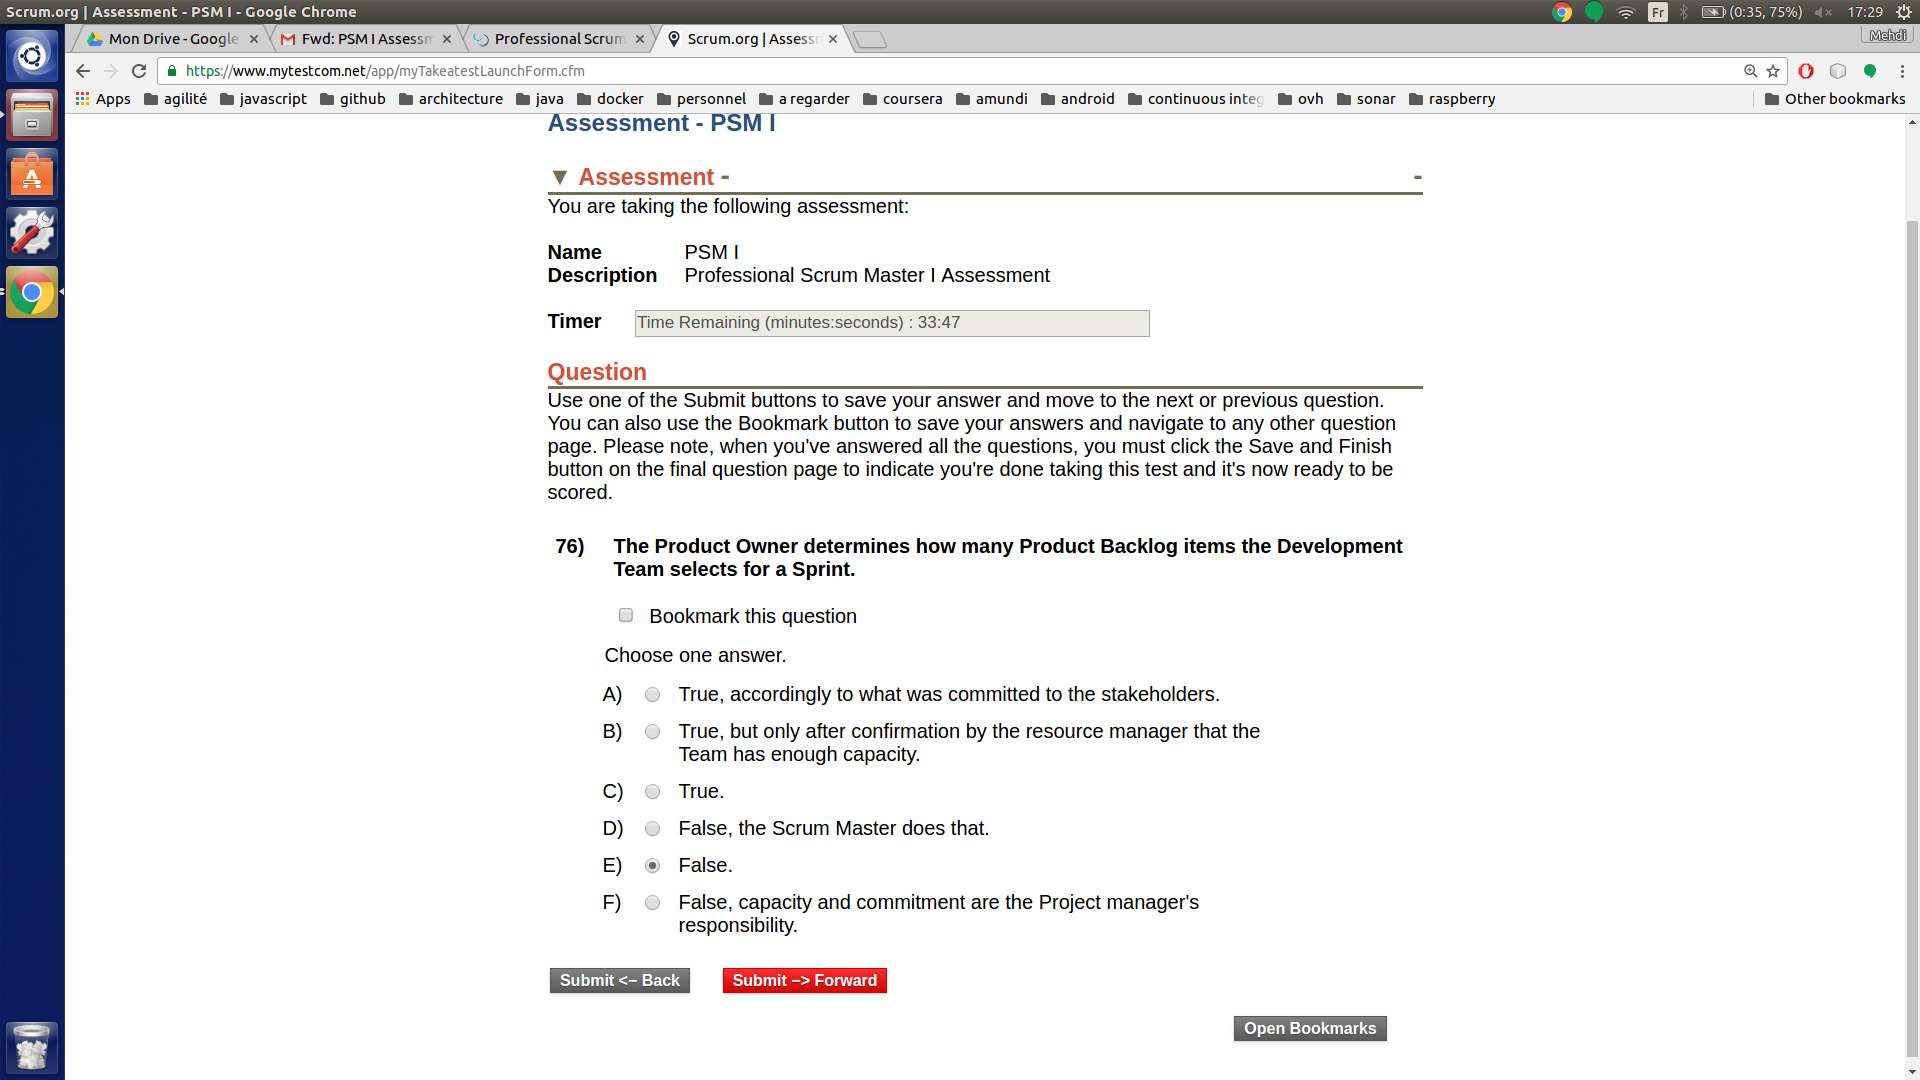 Scrum.org | Assessment - PSM I - Google Chrome
Fr
(0:35, 75%)
17:29
Mon Drive - Google
Fwd: PSM I Assessm
Professional Scrum
Scrum.org | Assess
Mehdi
https://www.mytestcom.net/app/myTakeatestLaunchForm.cfm
Apps agilité javascript github architecture java docker personnel a regarder coursera amundi android continuous integ ovh sonar raspberry Other bookmarks
Assessment - PSM I
▼ Assessment - -
You are taking the following assessment:
Name PSM I
Description Professional Scrum Master I Assessment
Timer Time Remaining (minutes:seconds) : 33:47
Question
Use one of the Submit buttons to save your answer and move to the next or previous question.
You can also use the Bookmark button to save your answers and navigate to any other question
page. Please note, when you've answered all the questions, you must click the Save and Finish
button on the final question page to indicate you're done taking this test and it's now ready to be
scored.
76) The Product Owner determines how many Product Backlog items the Development
Team selects for a Sprint.
Bookmark this question
Choose one answer.
A) True, accordingly to what was committed to the stakeholders.
B) True, but only after confirmation by the resource manager that the
Team has enough capacity.
C) True.
D) False, the Scrum Master does that.
E) False.
F) False, capacity and commitment are the Project manager's
responsibility.
Submit <– Back Submit –> Forward
Open Bookmarks